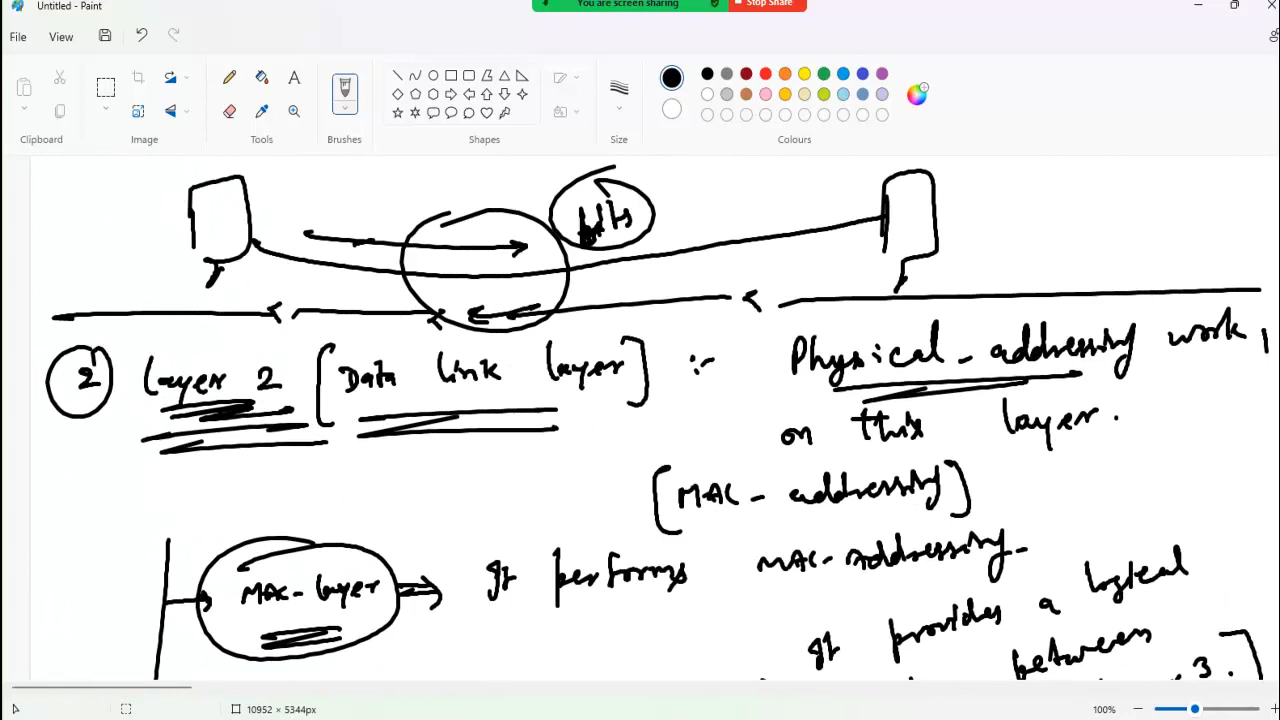 Untitled - Paint
You are screen sharing
Stop Share
File
View
A
Clipboard
Image
Tools
Brushes
Shapes
Size
Colours
bits
2 Layer 2 [Data link layer] :- Physical-addressing work,
on this layer.
[MAC-addressing]
MAC-layer => It performs MAC-Addressing-
It provides a logical
between
3.]
10952 × 5344px
100%